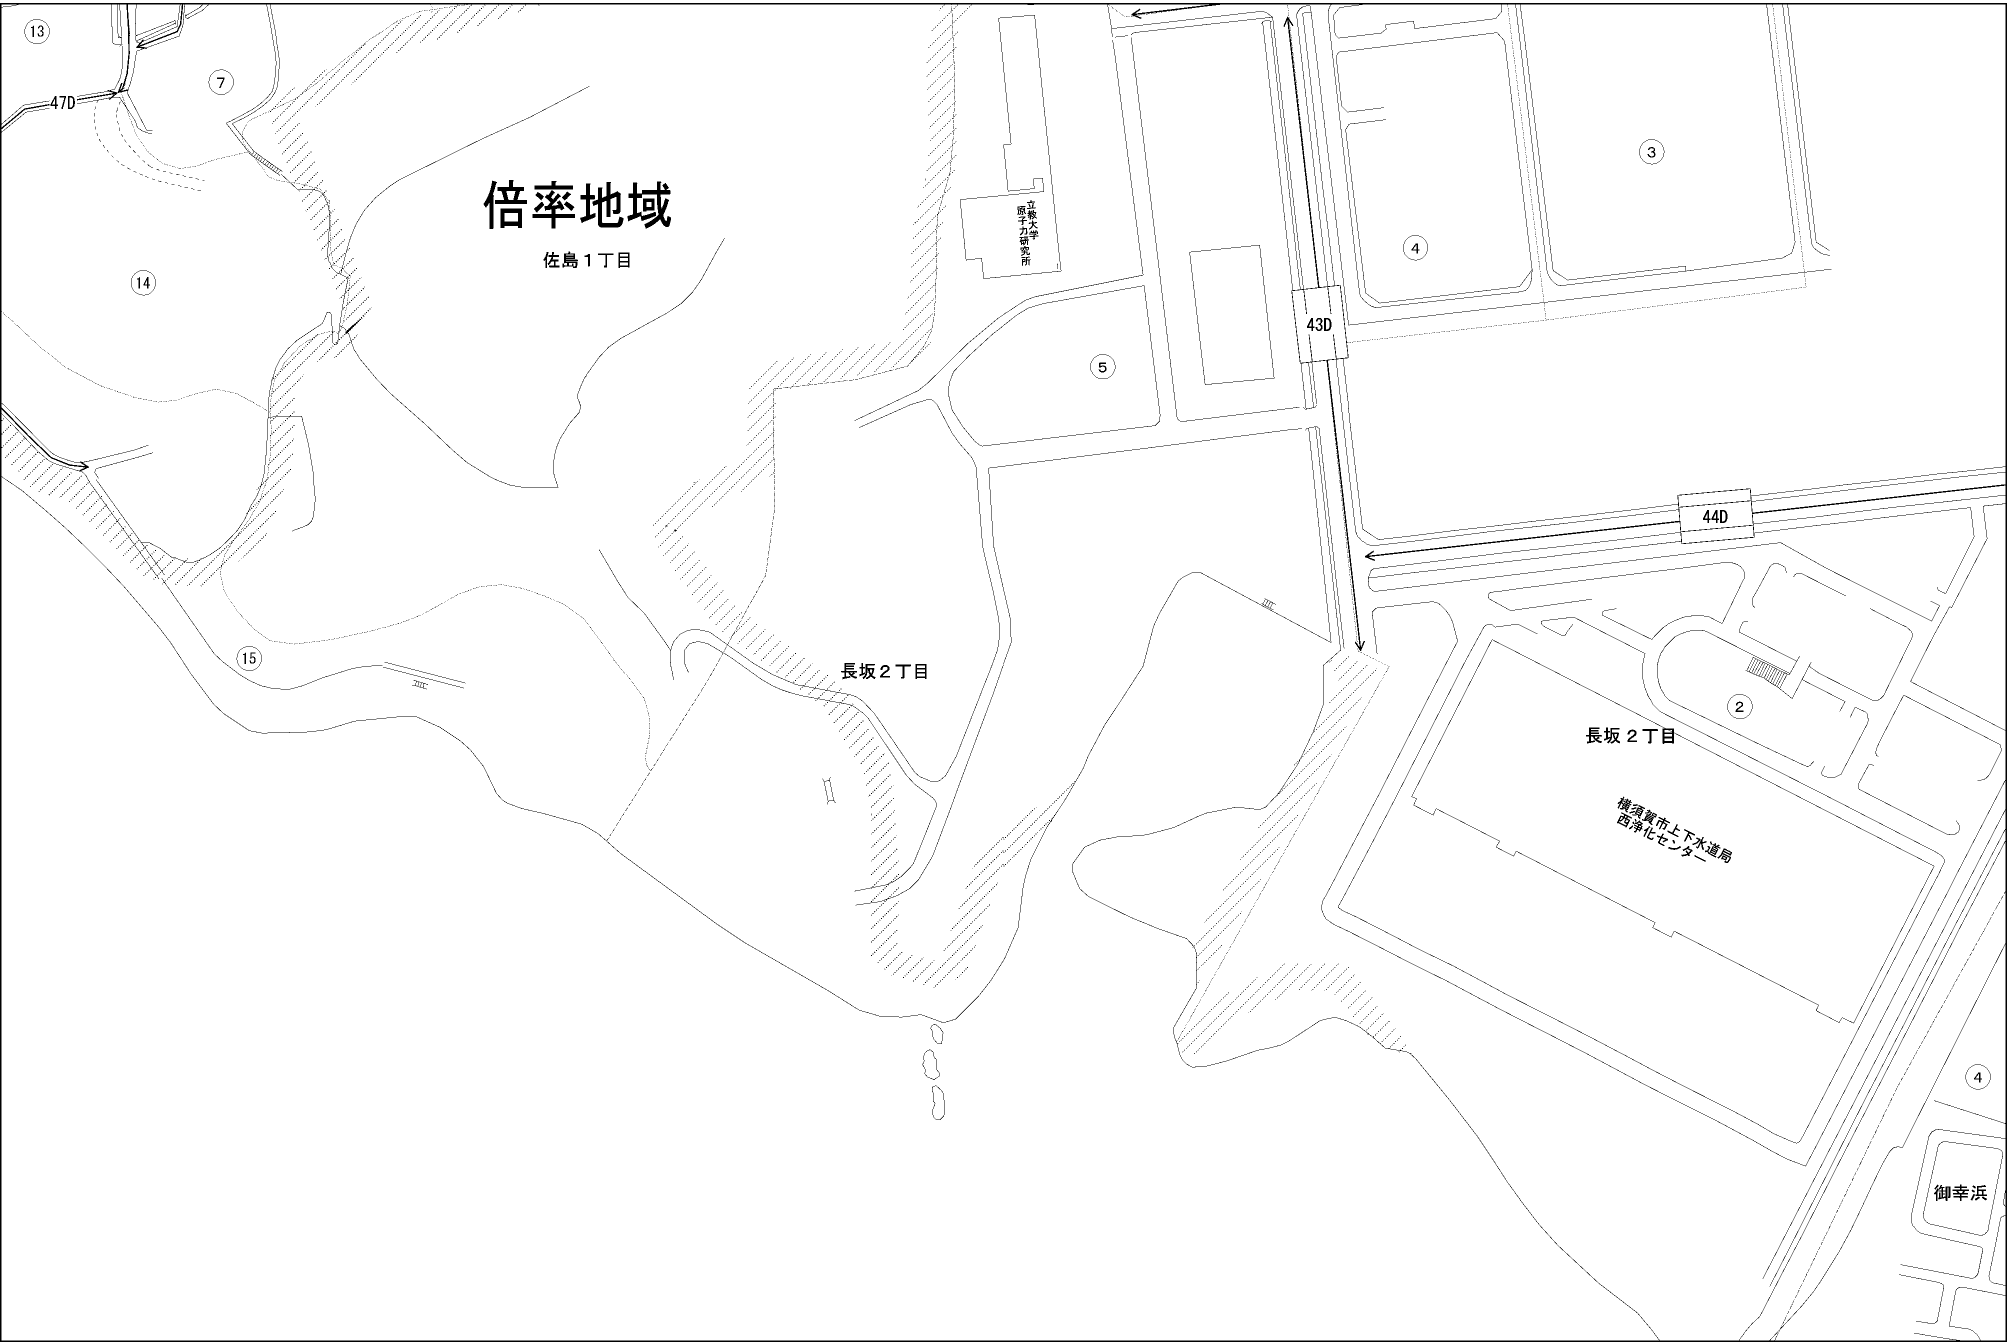 13
7
47D
3
倍率地域
立教大学
原子力研究所
4
佐島１丁目
14
43D
5
44D
15
長坂２丁目
2
長坂２丁目
横須賀市上下水道局
西浄化センター
4
御幸浜